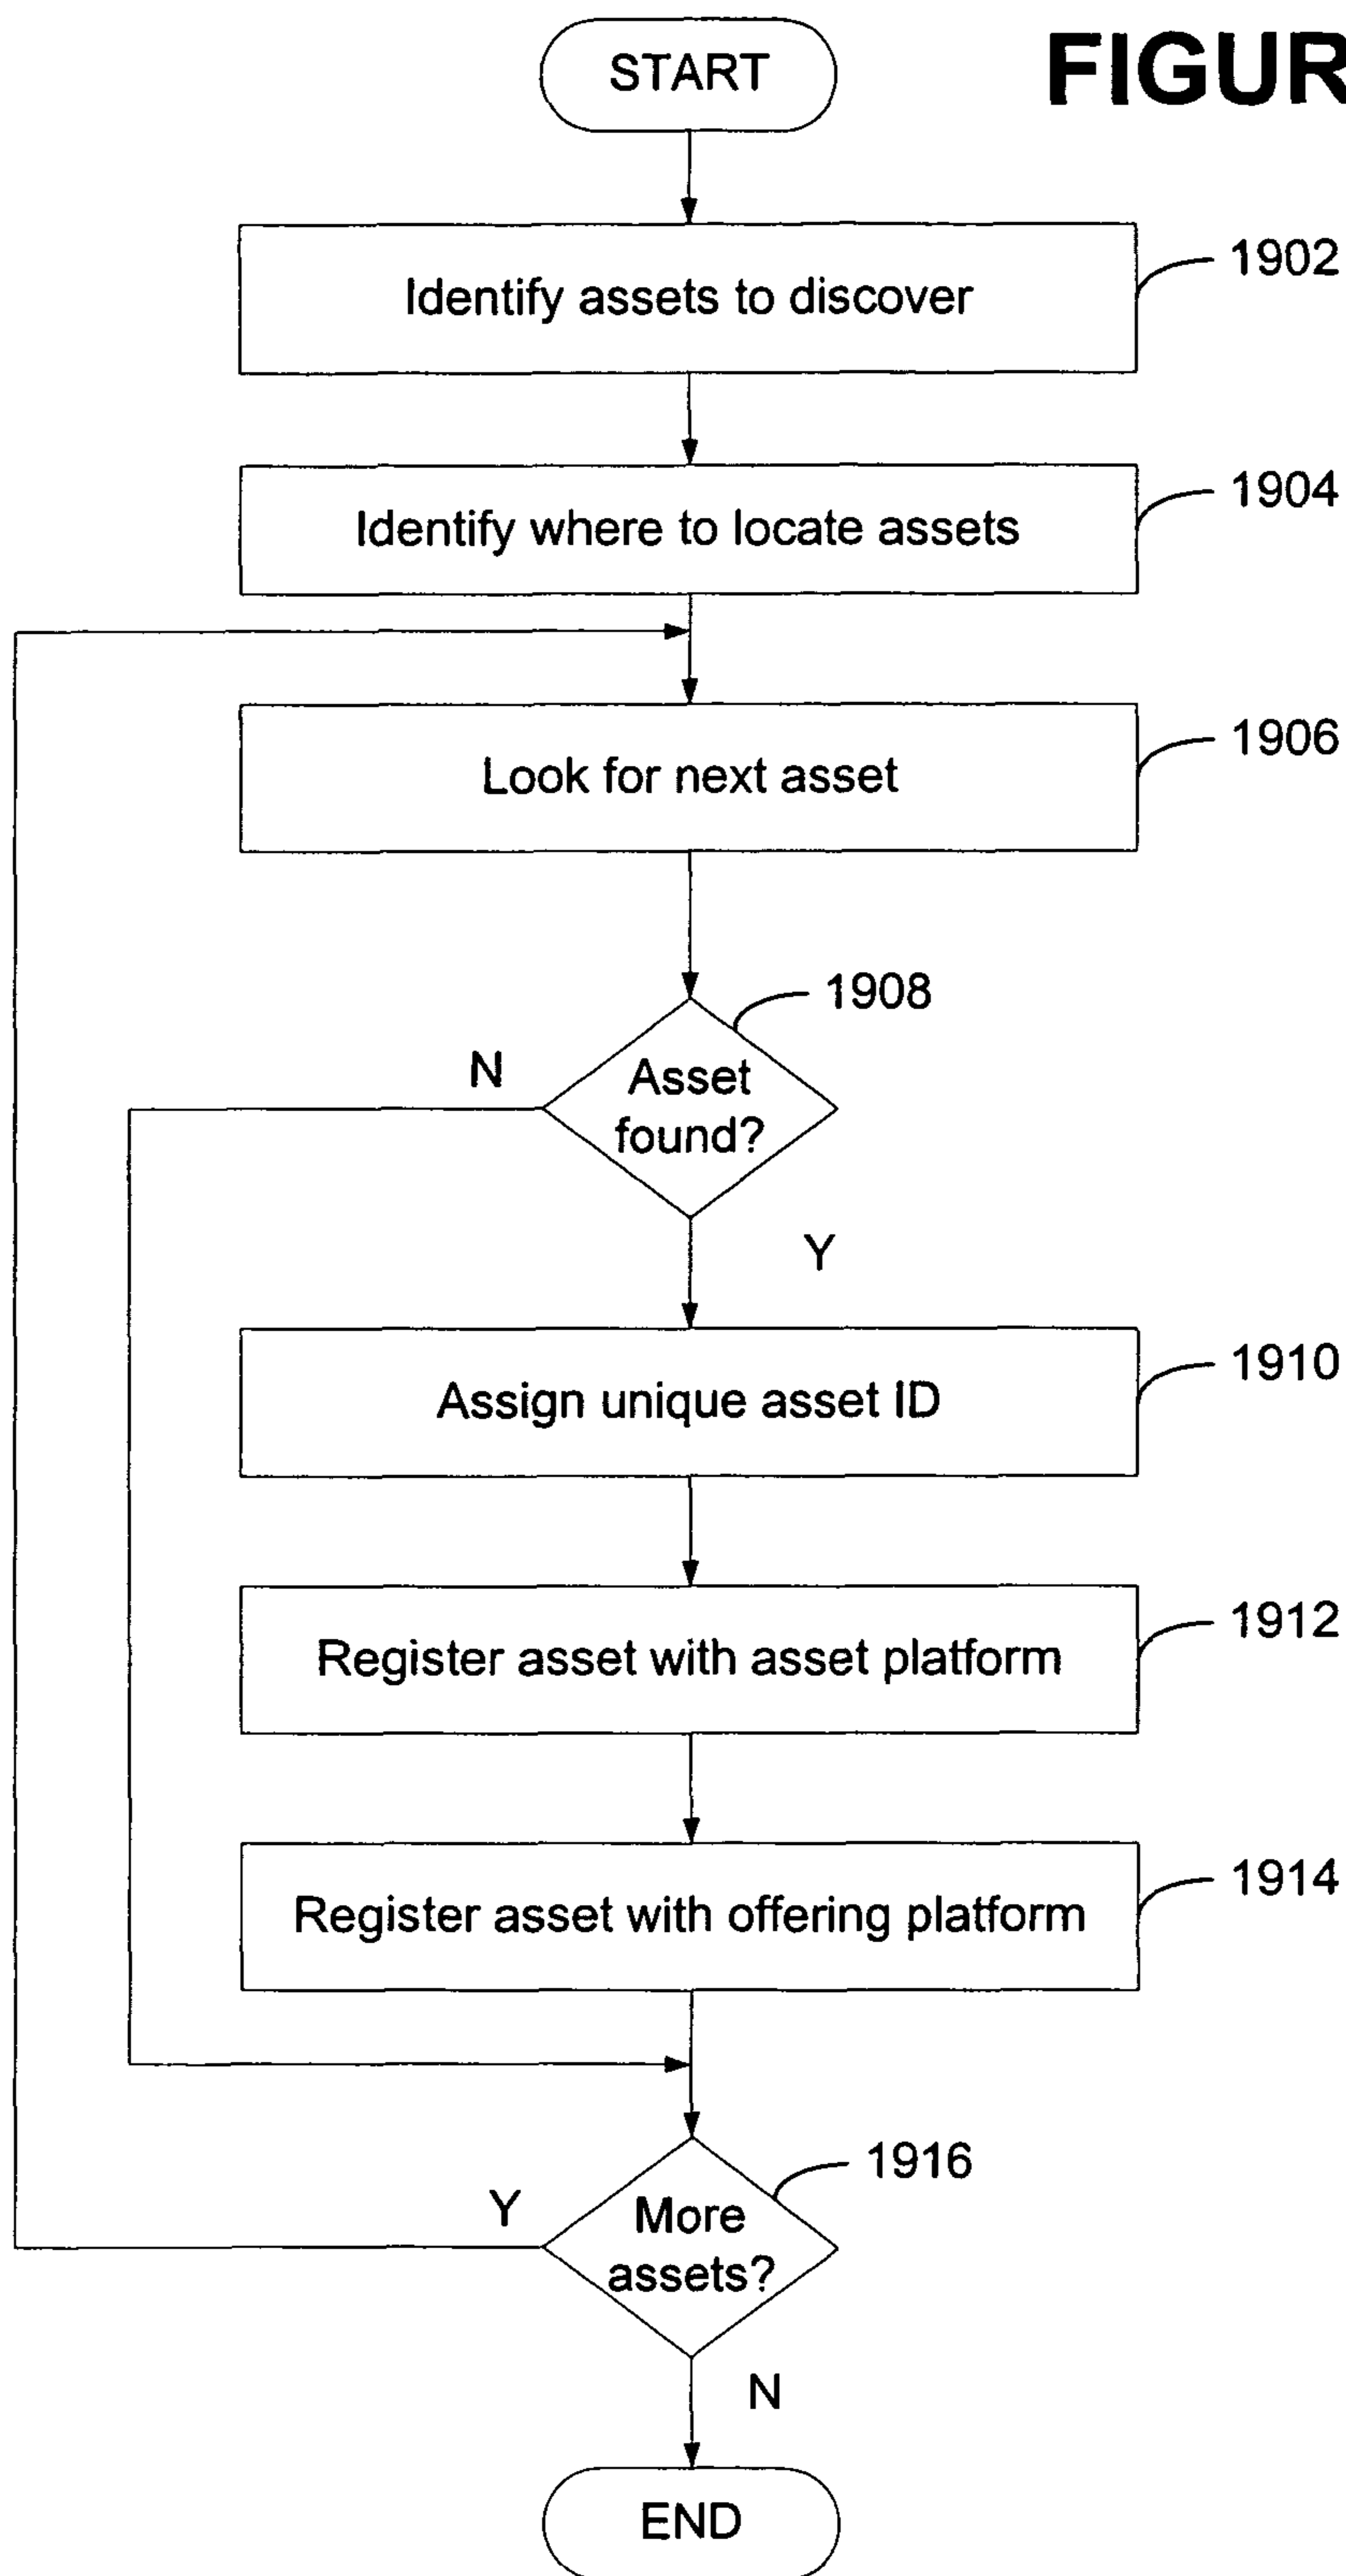 START
FIGUR
Identify assets to discover
1902
Identify where to locate assets
1904
Look for next asset
1906
1908
N
Asset
found?
Y
Assign unique asset ID
1910
Register asset with asset platform
1912
Register asset with offering platform
1914
1916
Y
More
assets?
N
END